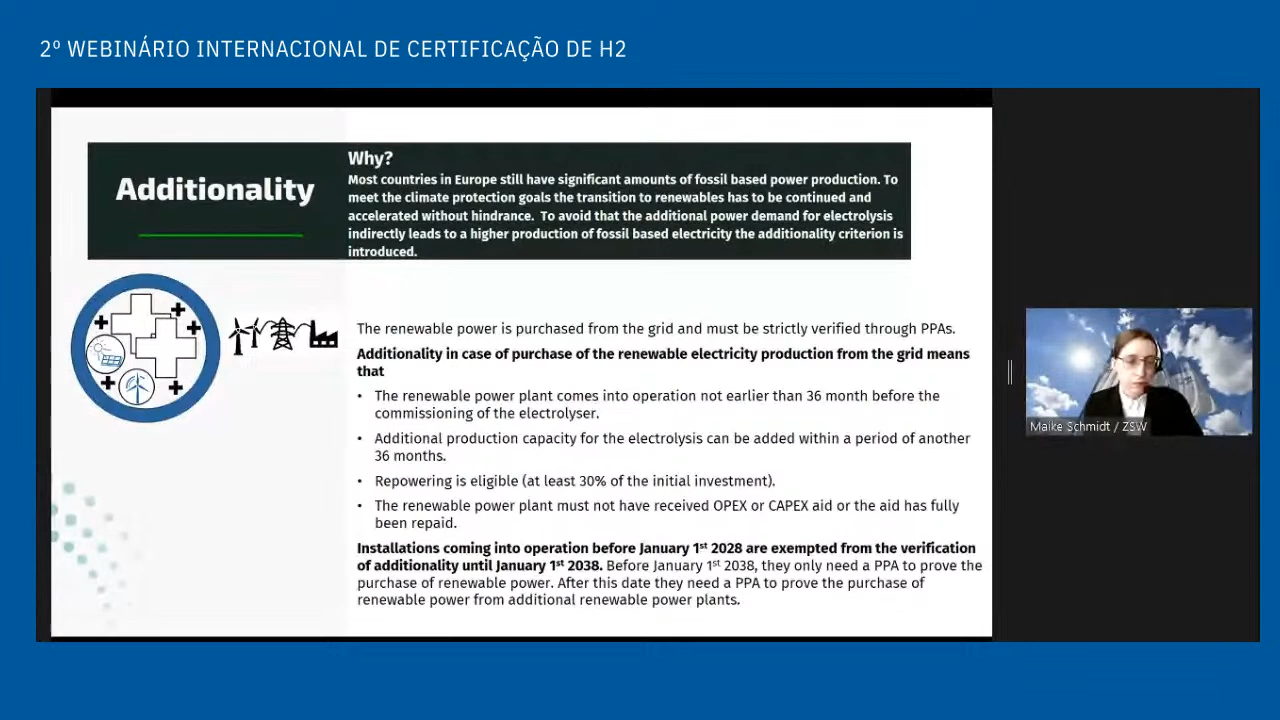 2º WEBINÁRIO INTERNACIONAL DE CERTIFICAÇÃO DE H2
Additionality
Why?
Most countries in Europe still have significant amounts of fossil based power production. To
meet the climate protection goals the transition to renewables has to be continued and
accelerated without hindrance. To avoid that the additional power demand for electrolysis
indirectly leads to a higher production of fossil based electricity the additionality criterion is
introduced.
The renewable power is purchased from the grid and must be strictly verified through PPAs.
Additionality in case of purchase of the renewable electricity production from the grid means
that
• The renewable power plant comes into operation not earlier than 36 month before the
commissioning of the electrolyser.
• Additional production capacity for the electrolysis can be added within a period of another
36 months.
• Repowering is eligible (at least 30% of the initial investment).
• The renewable power plant must not have received OPEX or CAPEX aid or the aid has fully
been repaid.
Installations coming into operation before January 1st 2028 are exempted from the verification
of additionality until January 1st 2038. Before January 1st 2038, they only need a PPA to prove the
purchase of renewable power. After this date they need a PPA to prove the purchase of
renewable power from additional renewable power plants.
Maike Schmidt / ZSW